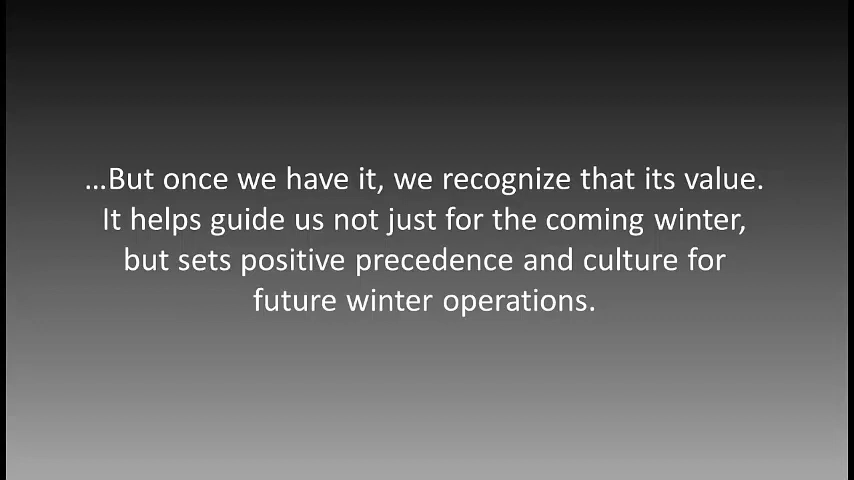 ...But once we have it, we recognize that its value.
It helps guide us not just for the coming winter,
but sets positive precedence and culture for
future winter operations.